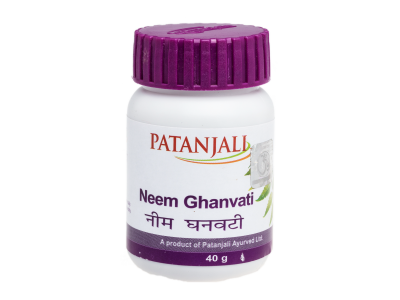 PATANJALI
Neem Ghanvati
नीम घनवटी
A product of Patanjali Ayurved Ltd.
40 g